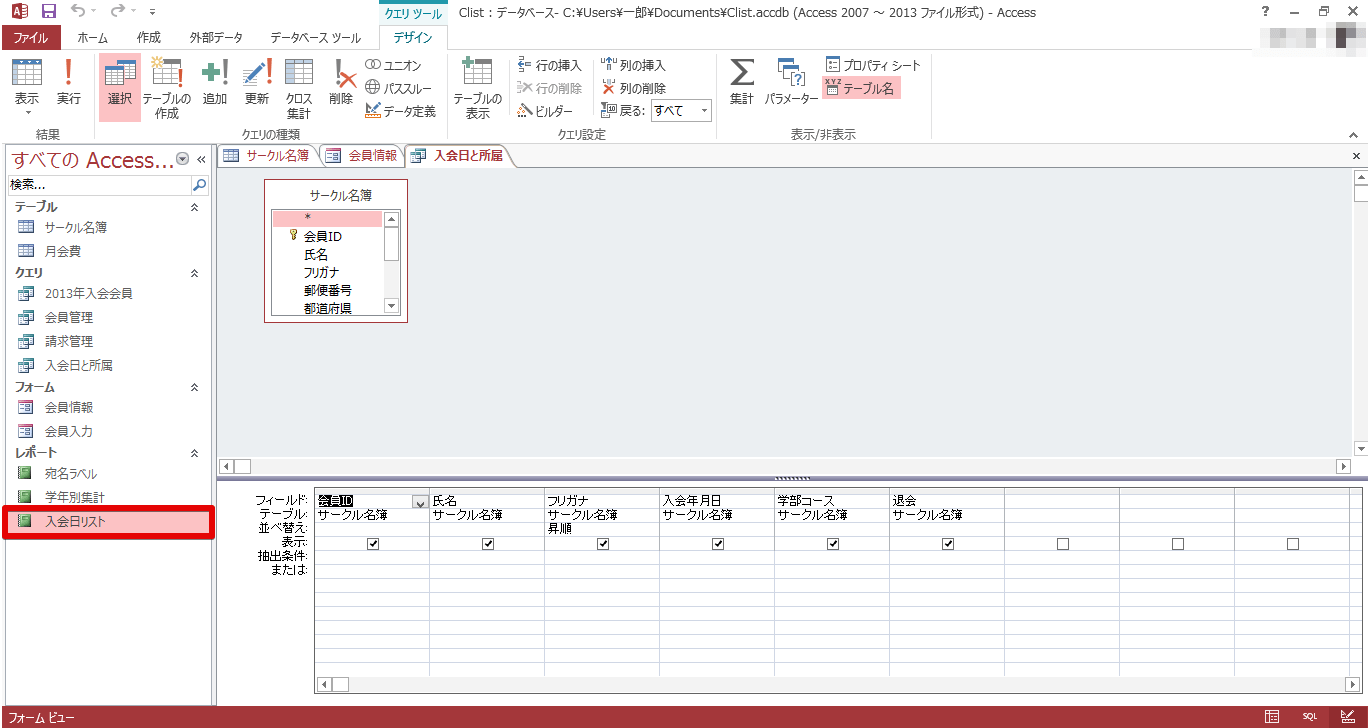 クエリ ツール
Clist : データベース- C:¥Users¥一郎¥Documents¥Clist.accdb (Access 2007 ～ 2013 ファイル形式) - Access
?
ファイル
ホーム
作成
外部データ
データベース ツール
デザイン
表示
実行
結果
選択
テーブルの
作成
追加
更新
クロス
集計
削除
ユニオン
パススルー
データ定義
クエリの種類
テーブルの
表示
行の挿入
行の削除
ビルダー
列の挿入
列の削除
戻る: すべて
クエリ設定
集計
パラメーター
プロパティ シート
テーブル名
表示/非表示
すべての Access...
検索...
テーブル
サークル名簿
月会費
クエリ
2013年入会会員
会員管理
請求管理
入会日と所属
フォーム
会員情報
会員入力
レポート
宛名ラベル
学年別集計
入会日リスト
サークル名簿
会員情報
入会日と所属
サークル名簿
*
会員ID
氏名
フリガナ
郵便番号
都道府県
フィールド: 会員ID 氏名 フリガナ 入会年月日 学部コース 退会
テーブル: サークル名簿 サークル名簿 サークル名簿 サークル名簿 サークル名簿 サークル名簿
並べ替え: 昇順
表示:
抽出条件:
または:
フォーム ビュー
SQL